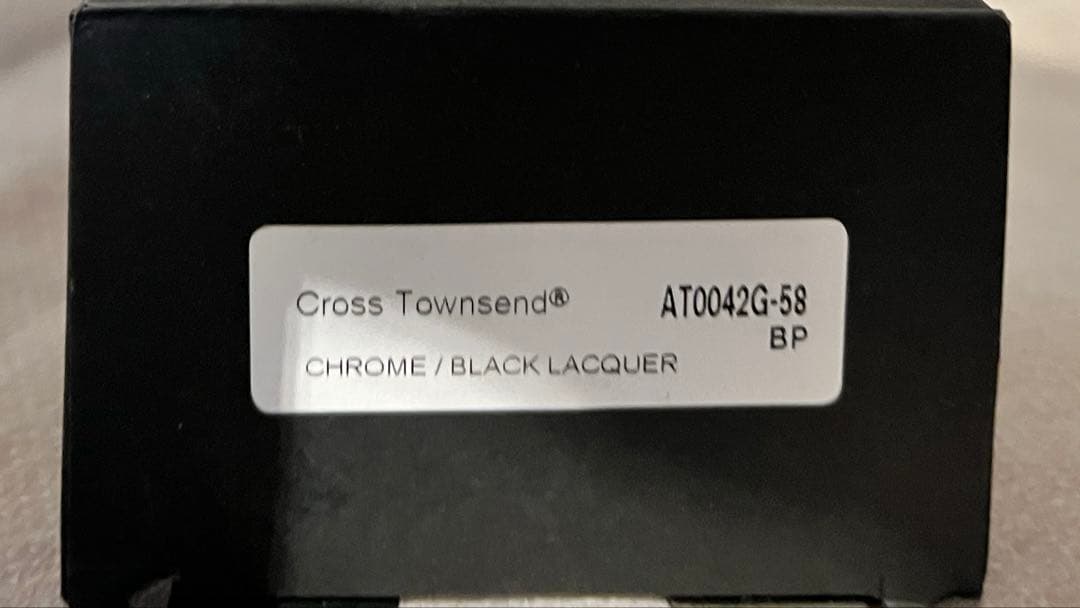 Cross Townsend® AT0042G-58
BP
CHROME / BLACK LACQUER